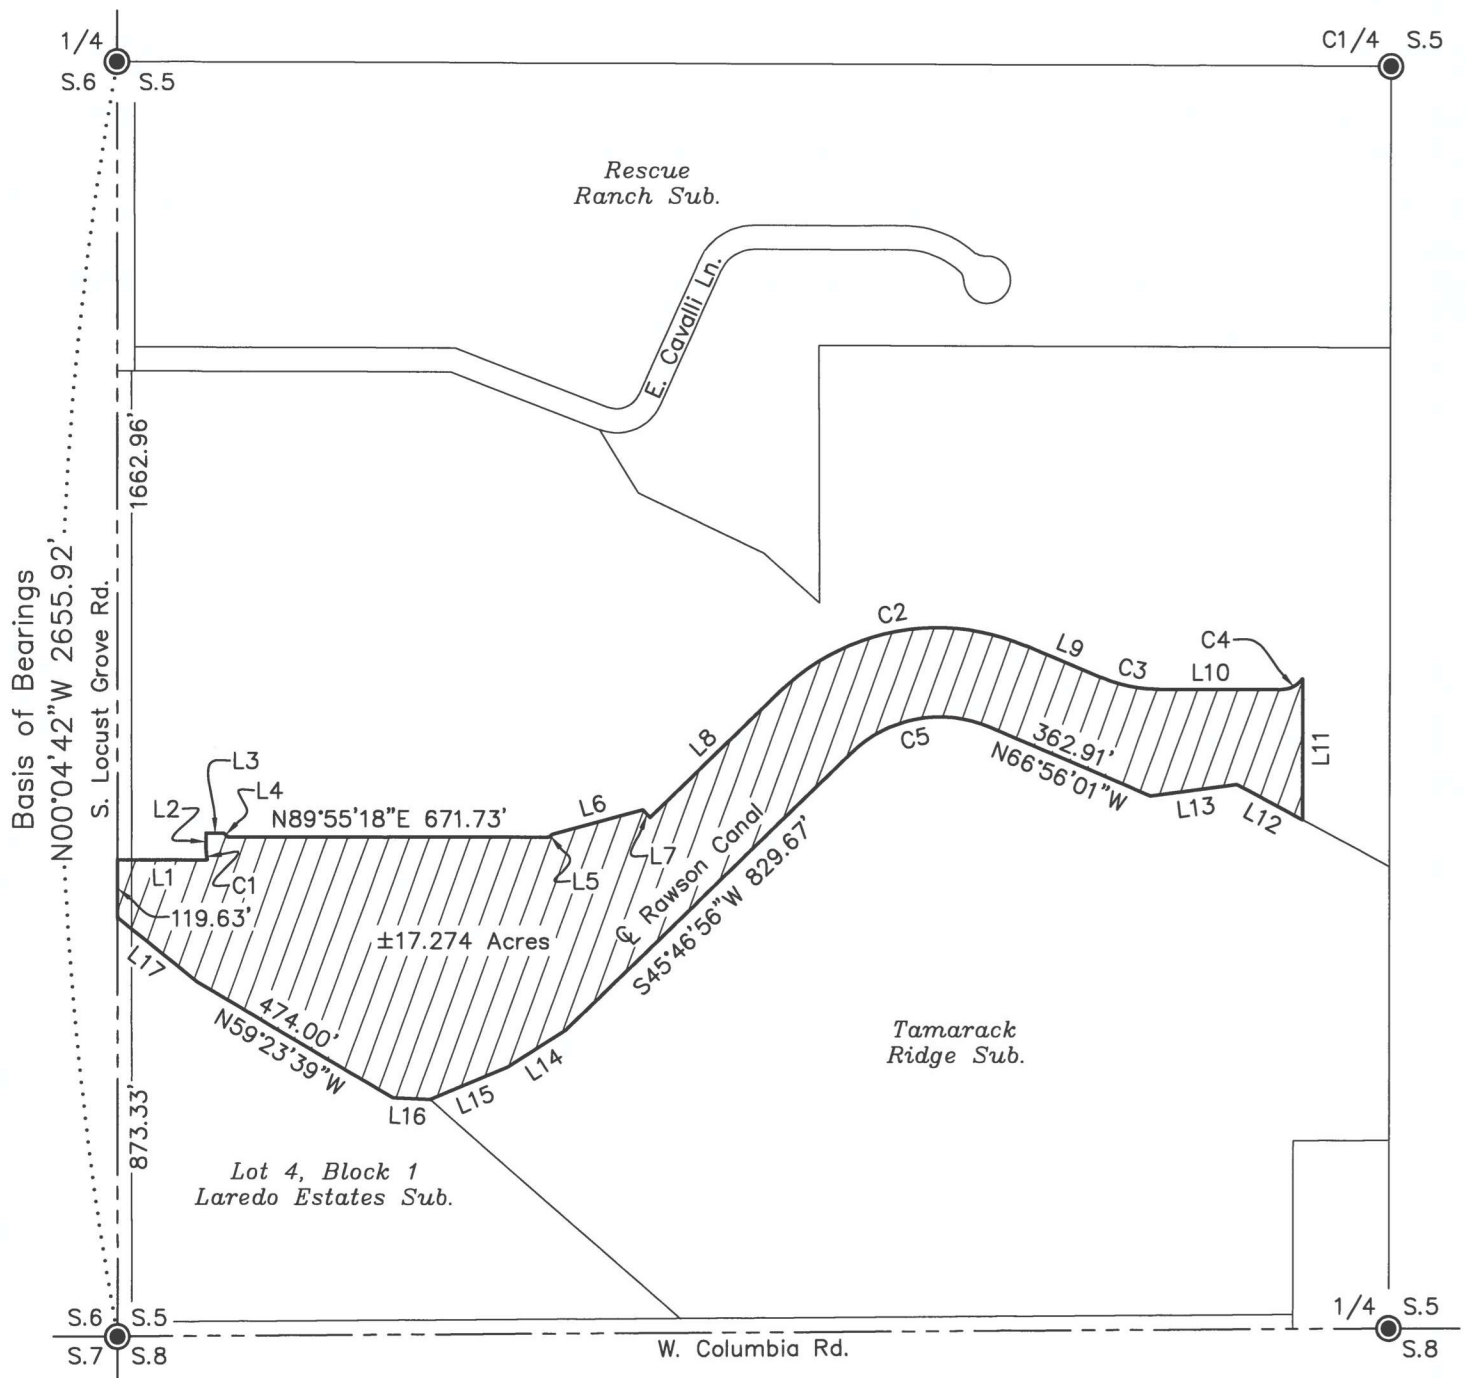 1/4
S.6
S.5
C1/4
S.5
Rescue
Ranch Sub.
E. Cavalli Ln.
1662.96'
Basis of Bearings
N00°04'42"W 2655.92'
S. Locust Grove Rd.
C2
L9
C3
L10
C4
L11
L8
C5
362.91'
N66°56'01"W
L13
L12
L3
L2
L4
N89°55'18"E 671.73'
L6
L7
L5
L1
C1
119.63'
±17.274 Acres
℄ Rawson Canal
S45°46'56"W 829.67'
L17
474.00'
N59°23'39"W
L14
L15
L16
Tamarack
Ridge Sub.
873.33'
Lot 4, Block 1
Laredo Estates Sub.
S.6
S.5
S.7
S.8
W. Columbia Rd.
1/4
S.5
S.8